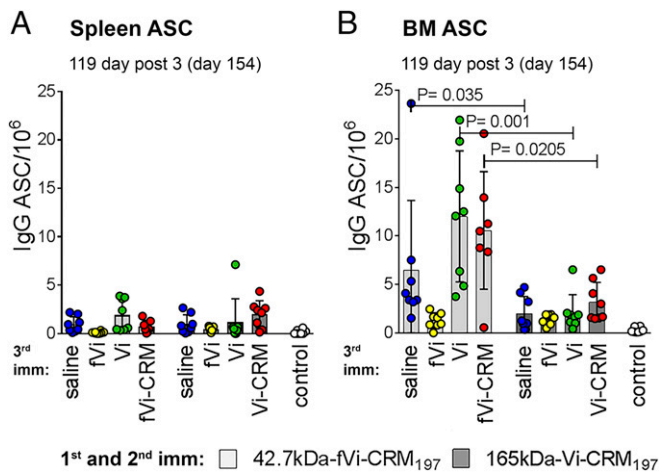 A Spleen ASC
119 day post 3 (day 154)
IgG ASC/10⁶
25
20
15
10
5
0
3rd imm:
saline
fVi
Vi
fVi-CRM
saline
fVi
Vi
Vi-CRM
control
B BM ASC
119 day post 3 (day 154)
IgG ASC/10⁶
25
20
15
10
5
0
P= 0.035
P= 0.001
P= 0.0205
3rd imm:
saline
fVi
Vi
fVi-CRM
saline
fVi
Vi
Vi-CRM
control
1st and 2nd imm: 42.7kDa-fVi-CRM₁₉₇ 165kDa-Vi-CRM₁₉₇